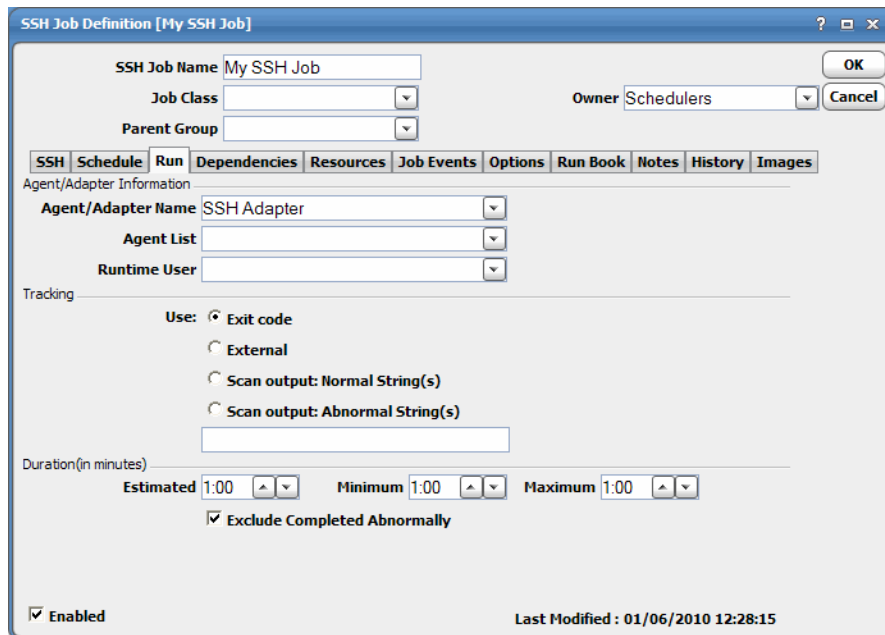 SSH Job Definition [My SSH Job] ?
SSH Job Name My SSH Job OK
Job Class Owner Schedulers Cancel
Parent Group
SSH Schedule Run Dependencies Resources Job Events Options Run Book Notes History Images
Agent/Adapter Information
Agent/Adapter Name SSH Adapter
Agent List
Runtime User
Tracking
Use: Exit code
External
Scan output: Normal String(s)
Scan output: Abnormal String(s)
Duration(in minutes)
Estimated 1:00 Minimum 1:00 Maximum 1:00
Exclude Completed Abnormally
Enabled Last Modified : 01/06/2010 12:28:15